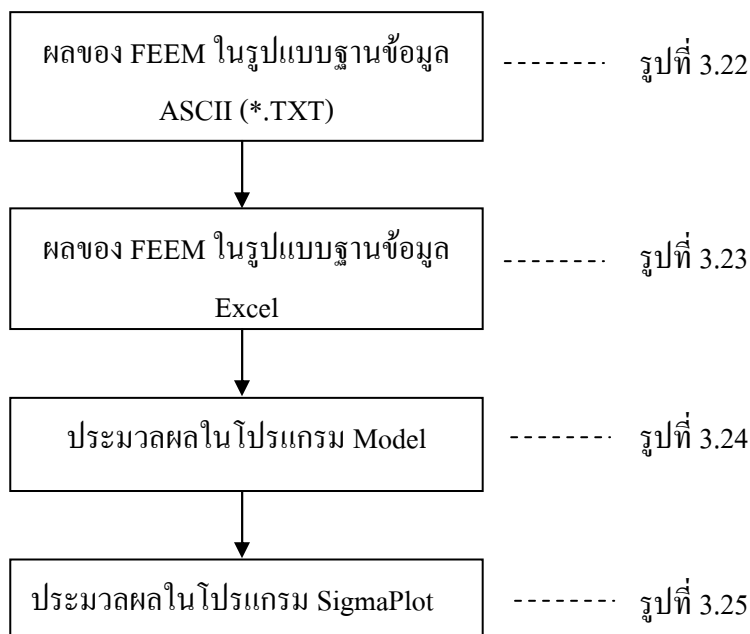 ผลของ FEEM ในรูปแบบฐานข้อมูล
ASCII (*.TXT)
รูปที่ 3.22
ผลของ FEEM ในรูปแบบฐานข้อมูล
Excel
รูปที่ 3.23
ประมวลผลในโปรแกรม Model
รูปที่ 3.24
ประมวลผลในโปรแกรม SigmaPlot
รูปที่ 3.25